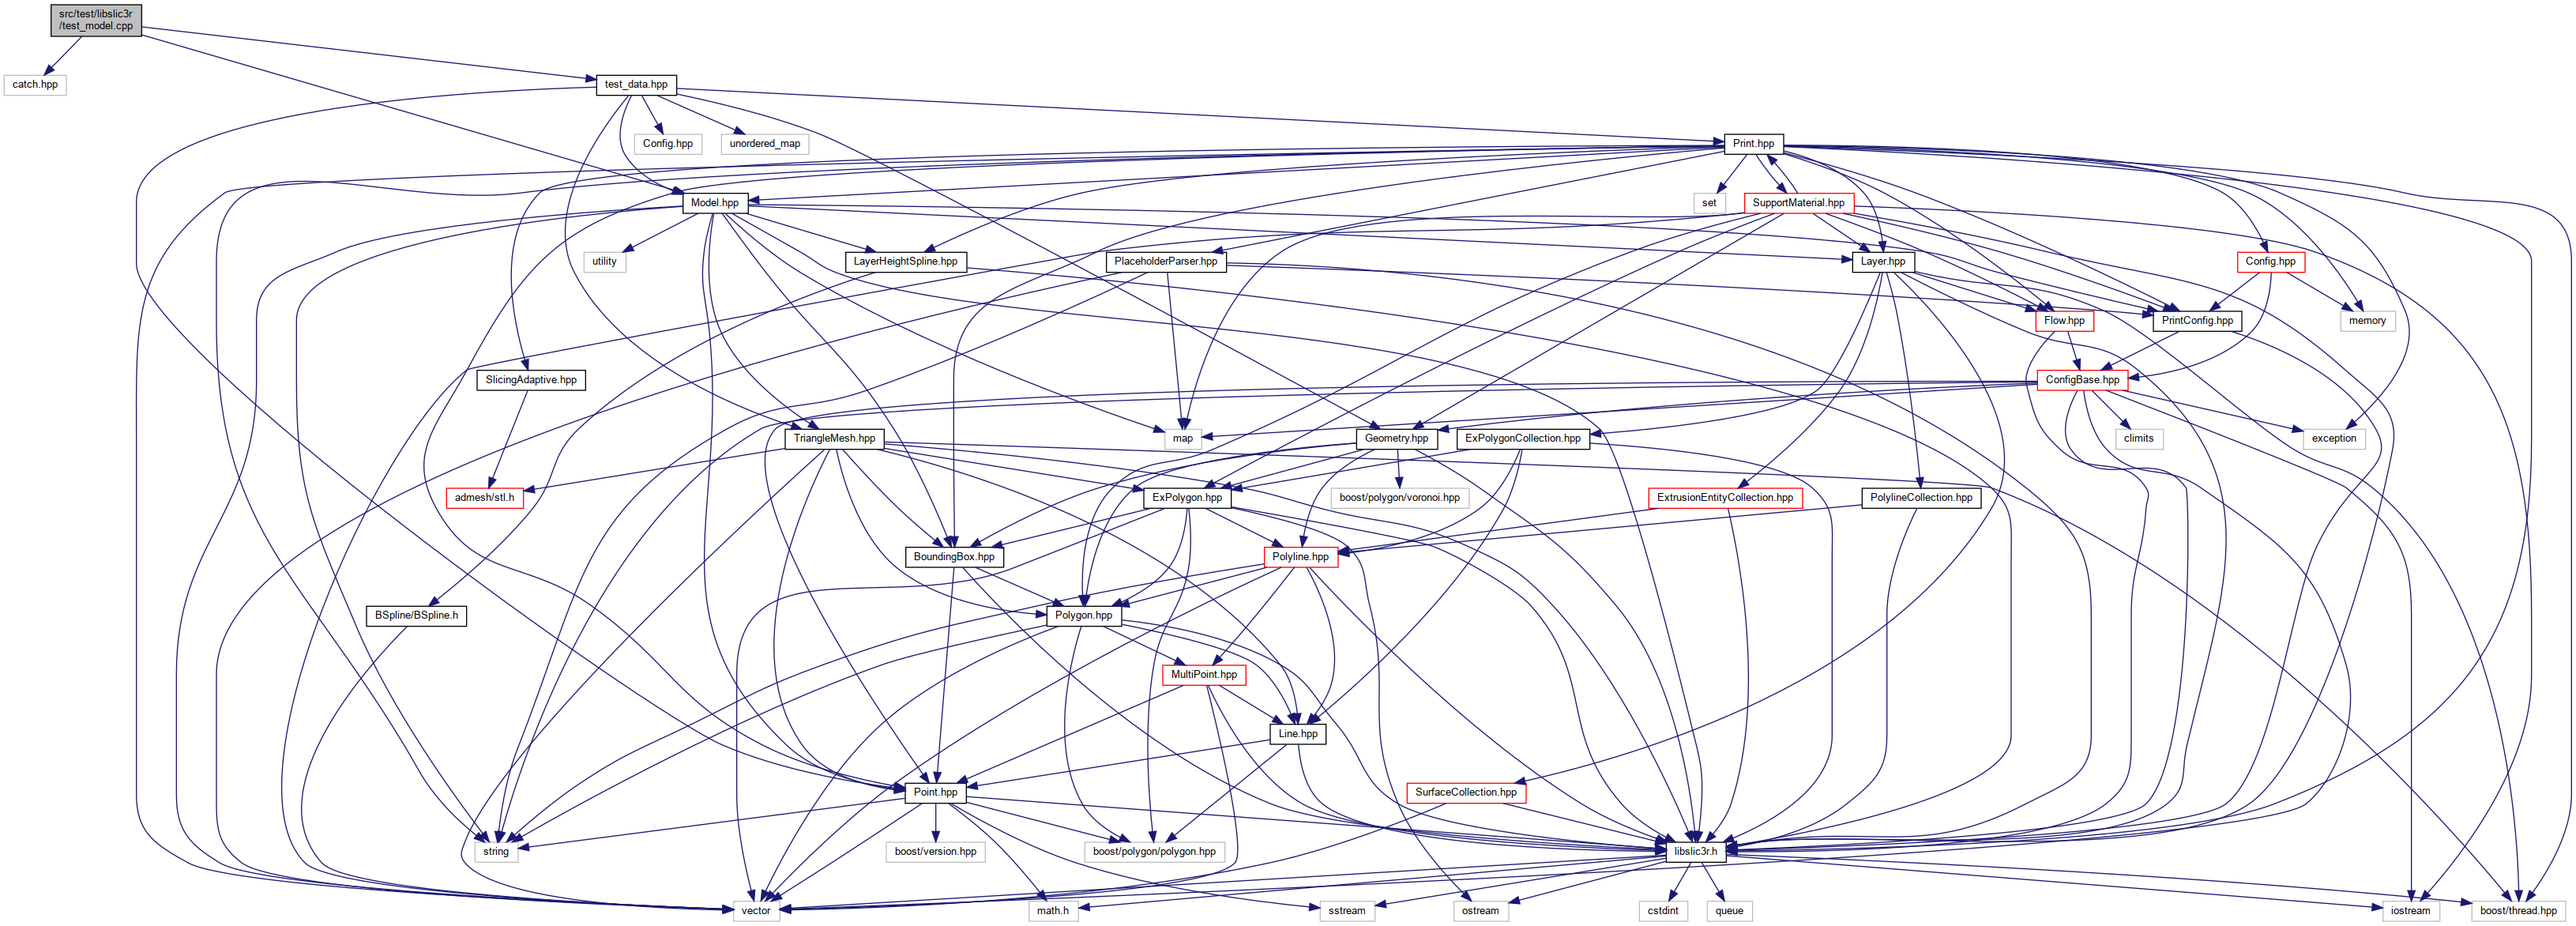 src/test/libslic3r
/test_model.cpp
catch.hpp
test_data.hpp
Config.hpp
unordered_map
Print.hpp
Model.hpp
set
SupportMaterial.hpp
utility
LayerHeightSpline.hpp
PlaceholderParser.hpp
Layer.hpp
Config.hpp
Flow.hpp
PrintConfig.hpp
memory
SlicingAdaptive.hpp
ConfigBase.hpp
TriangleMesh.hpp
map
Geometry.hpp
ExPolygonCollection.hpp
climits
exception
admesh/stl.h
ExPolygon.hpp
boost/polygon/voronoi.hpp
ExtrusionEntityCollection.hpp
PolylineCollection.hpp
BoundingBox.hpp
Polyline.hpp
BSpline/BSpline.h
Polygon.hpp
MultiPoint.hpp
Line.hpp
Point.hpp
SurfaceCollection.hpp
string
boost/version.hpp
boost/polygon/polygon.hpp
libslic3r.h
vector
math.h
sstream
ostream
cstdint
queue
iostream
boost/thread.hpp